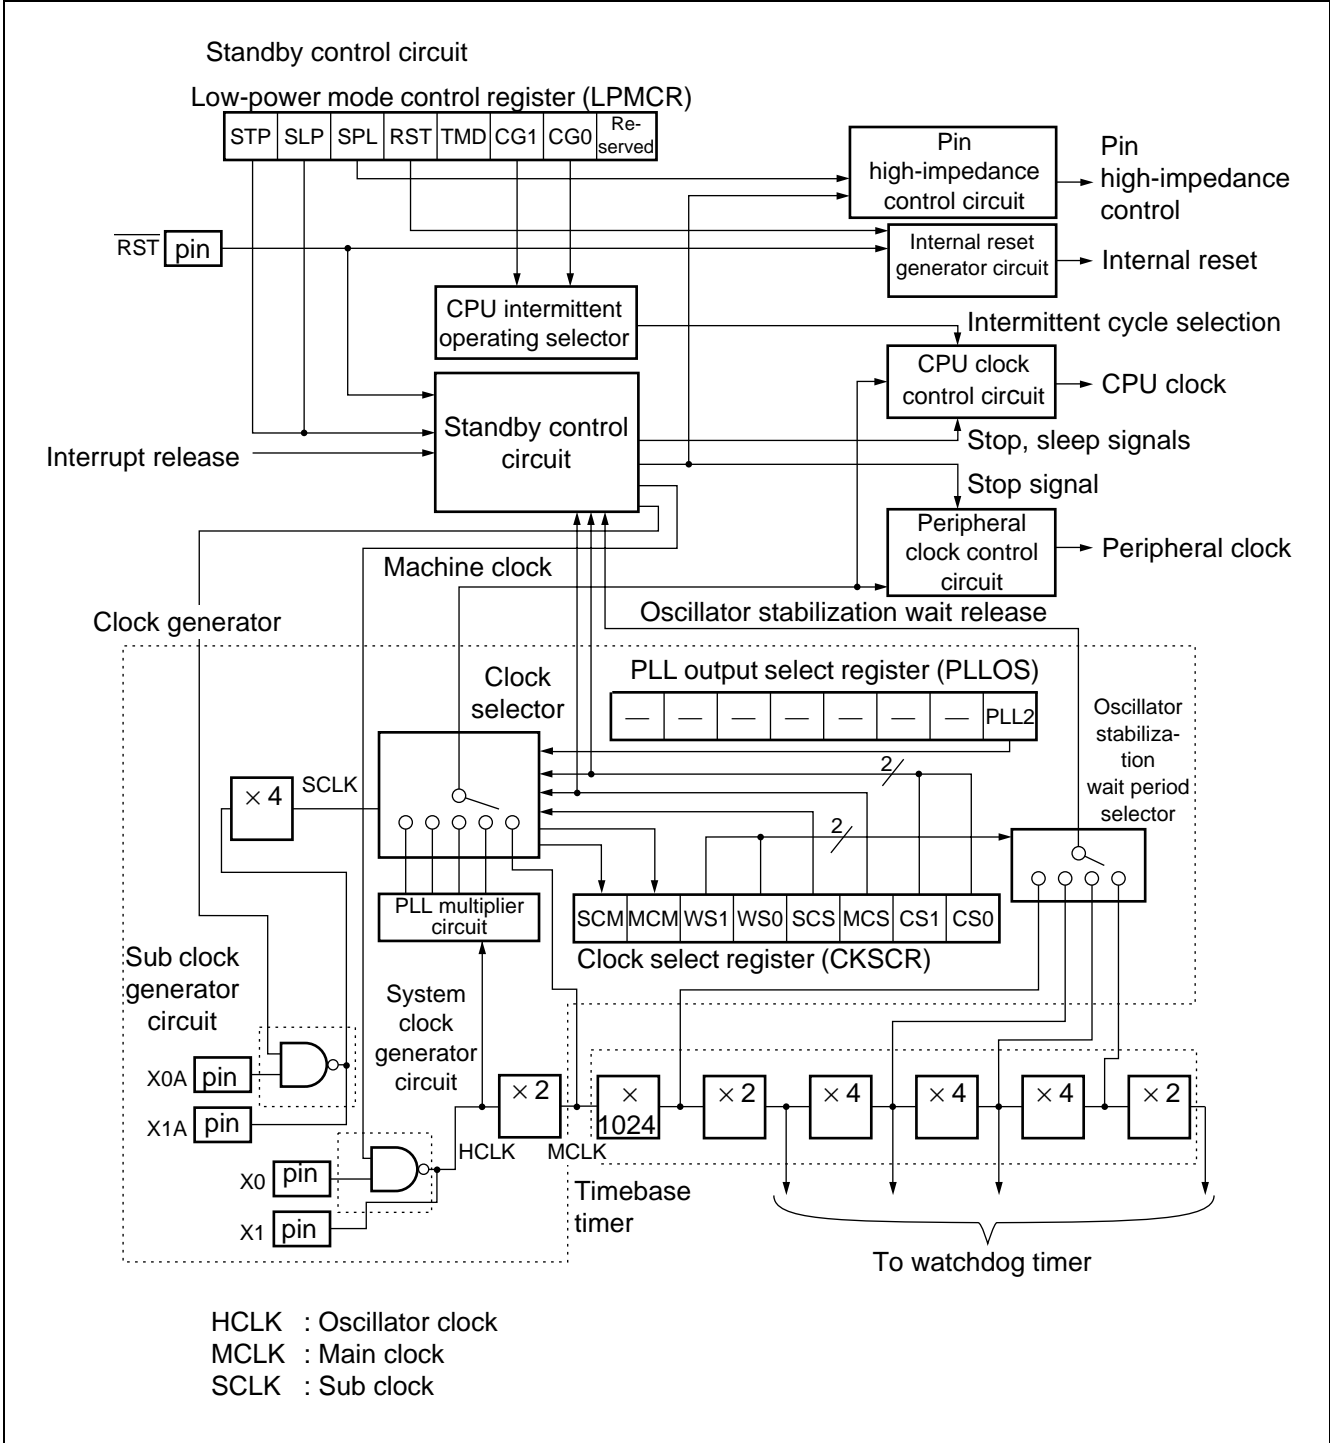 Standby control circuit
Low-power mode control register (LPMCR)
STP SLP SPL RST TMD CG1 CG0 Re-
served
Pin
high-impedance
control circuit
Pin
high-impedance
control
RST pin
Internal reset
generator circuit
Internal reset
CPU intermittent
operating selector
Intermittent cycle selection
CPU clock
control circuit
CPU clock
Standby control
circuit
Stop, sleep signals
Interrupt release
Stop signal
Peripheral
clock control
circuit
Peripheral clock
Machine clock
Oscillator stabilization wait release
Clock generator
Clock
selector
PLL output select register (PLLOS)
— — — — — — — PLL2
Oscillator
stabiliza-
tion
wait period
selector
× 4
SCLK
2
2
PLL multiplier
circuit
SCM MCM WS1 WS0 SCS MCS CS1 CS0
Clock select register (CKSCR)
Sub clock
generator
circuit
System
clock
generator
circuit
X0A pin
X1A pin
× 2
×
1024
× 2
× 4
× 4
× 4
× 2
HCLK
MCLK
X0 pin
X1 pin
Timebase
timer
To watchdog timer
HCLK : Oscillator clock
MCLK : Main clock
SCLK : Sub clock